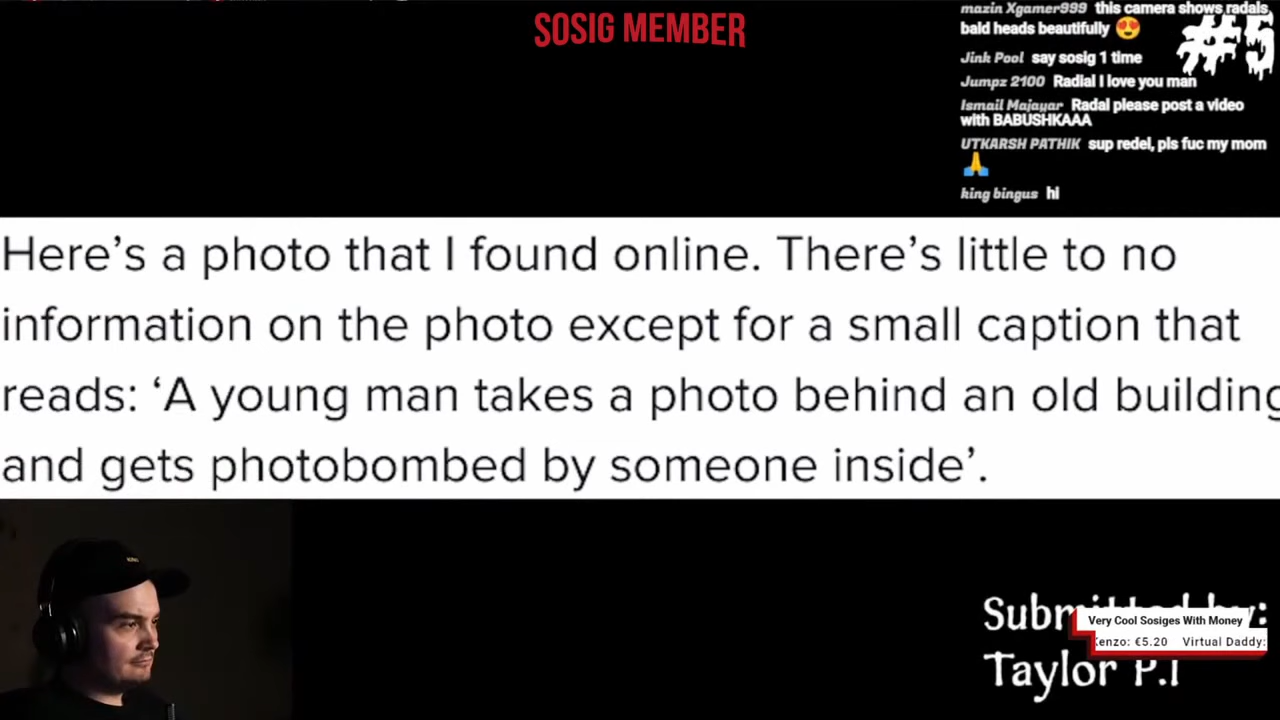 SOSIG MEMBER
mazin Xgamer999 this camera shows radals
bald heads beautifully 😍
#5
Jink Pool say sosig 1 time
Jumpz 2100 Radial I love you man
Ismail Majayar Radal please post a video
with BABUSHKAAA
UTKARSH PATHIK sup redel, pls fuc my mom
🙏
king bingus hi
Here’s a photo that I found online. There’s little to no
information on the photo except for a small caption that
reads: ‘A young man takes a photo behind an old building
and gets photobombed by someone inside’.
Submitted by:
Very Cool Sosiges With Money
Kenzo: €5.20 Virtual Daddy:
Taylor P.